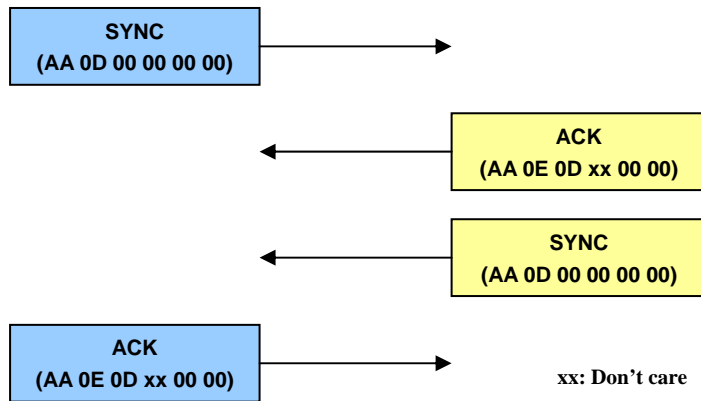 SYNC
(AA 0D 00 00 00 00)
ACK
(AA 0E 0D xx 00 00)
SYNC
(AA 0D 00 00 00 00)
ACK
(AA 0E 0D xx 00 00)
xx: Don't care